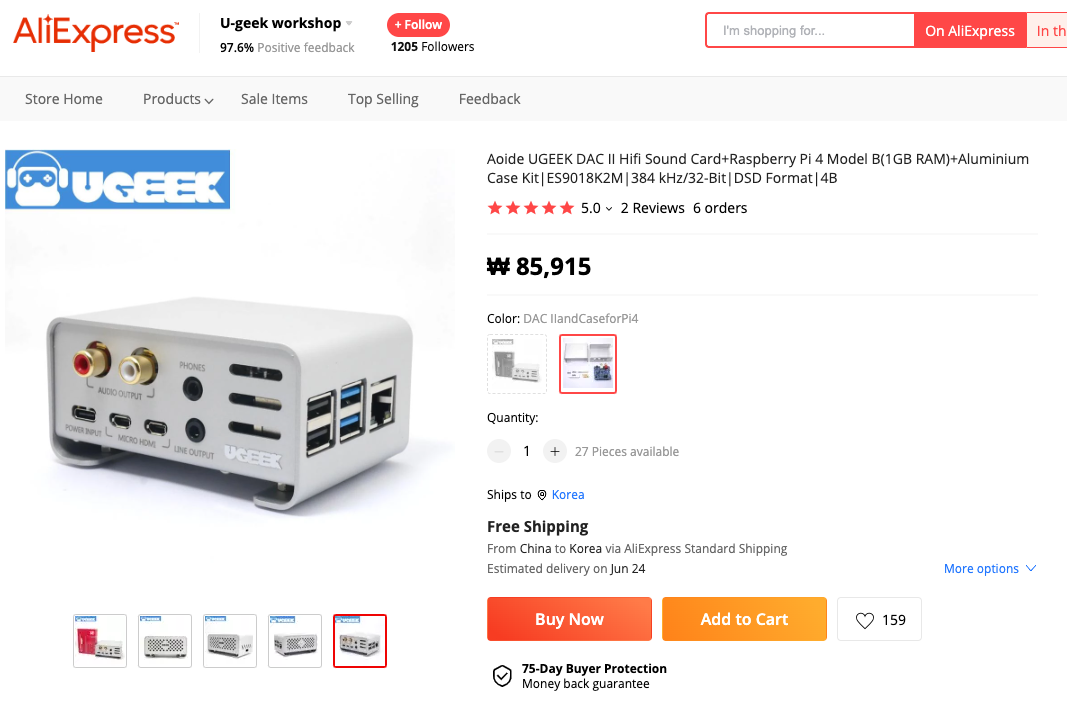 AliExpress™
U-geek workshop
97.6% Positive feedback
+ Follow
1205 Followers
I'm shopping for...
On AliExpress
In th
Store Home
Products
Sale Items
Top Selling
Feedback
UGEEK
PHONES
AUDIO OUTPUT
POWER INPUT
MICRO HDMI
LINE OUTPUT
UGEEK
Aoide UGEEK DAC II Hifi Sound Card+Raspberry Pi 4 Model B(1GB RAM)+Aluminium
Case Kit|ES9018K2M|384 kHz/32-Bit|DSD Format|4B
5.0 2 Reviews 6 orders
₩ 85,915
Color: DAC IIandCaseforPi4
Quantity:
1 + 27 Pieces available
Ships to Korea
Free Shipping
From China to Korea via AliExpress Standard Shipping
Estimated delivery on Jun 24
More options
Buy Now
Add to Cart
159
75-Day Buyer Protection
Money back guarantee